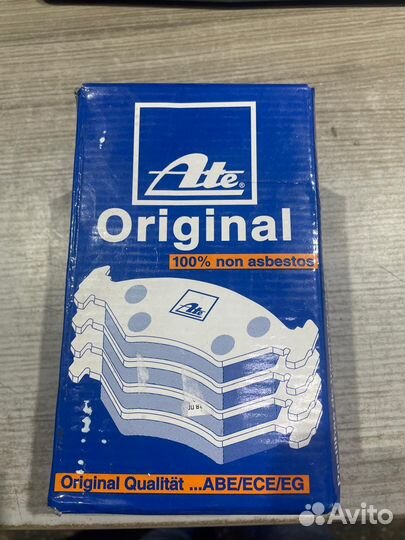 Ate®
Original
100% non asbestos
Ate
Original Qualität ...ABE/ECE/EG
Avito